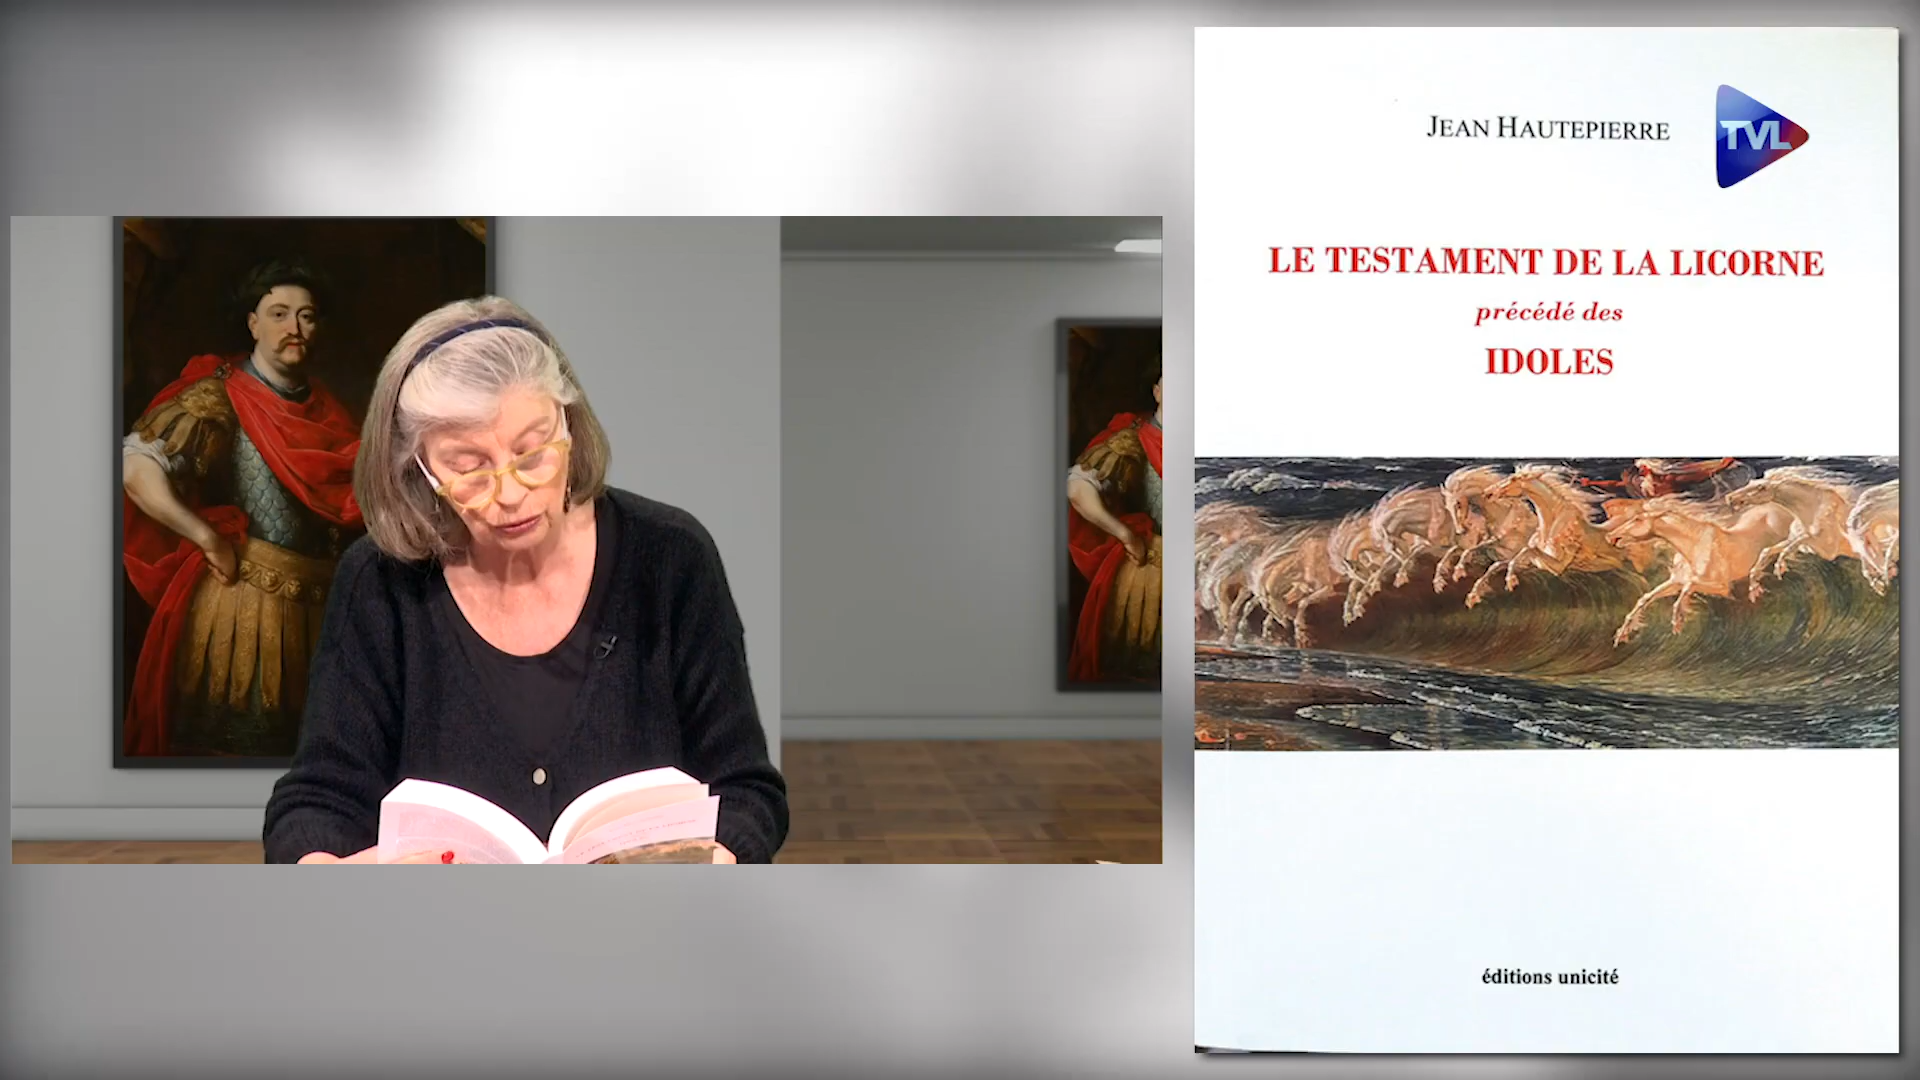 JEAN HAUTEPIERRE
TVL
LE TESTAMENT DE LA LICORNE
précédé des
IDOLES
éditions unicité